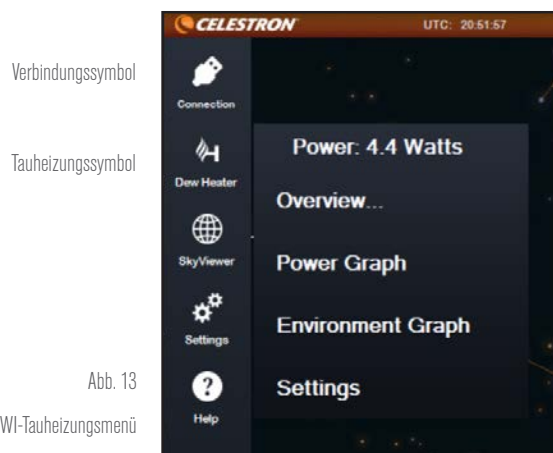 CELESTRON UTC: 20:51:57
Verbindungssymbol
Connection
Tauheizungssymbol
Dew Heater
SkyViewer
Settings
Abb. 13
Help
WI-Tauheizungsmenü
Power: 4.4 Watts
Overview...
Power Graph
Environment Graph
Settings